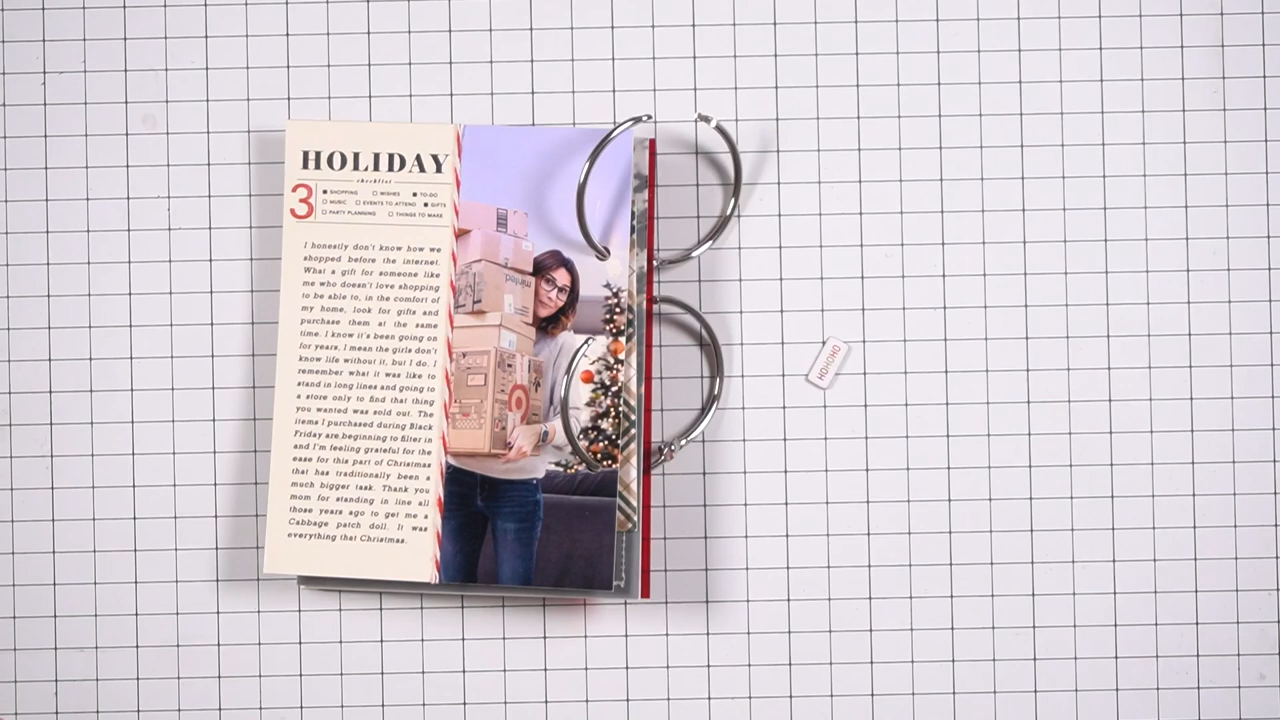 HOLIDAY
checklist
3
SHOPPING WISHES TO-DO
MUSIC EVENTS TO ATTEND GIFTS
PARTY PLANNING THINGS TO MAKE
I honestly don't know how we
shopped before the internet.
What a gift for someone like
me who doesn't love shopping
to be able to, in the comfort of
my home, look for gifts and
purchase them at the same
time. I know it's been going on
for years, I mean the girls don't
know life without it, but I do. I
remember what it was like to
stand in long lines and going to
a store only to find that thing
you wanted was sold out. The
items I purchased during Black
Friday are beginning to filter in
and I'm feeling grateful for the
ease for this part of Christmas
that has traditionally been a
much bigger task. Thank you
mom for standing in line all
those years ago to get me a
Cabbage patch doll. It was
everything that Christmas.
minted.
HOHOHO